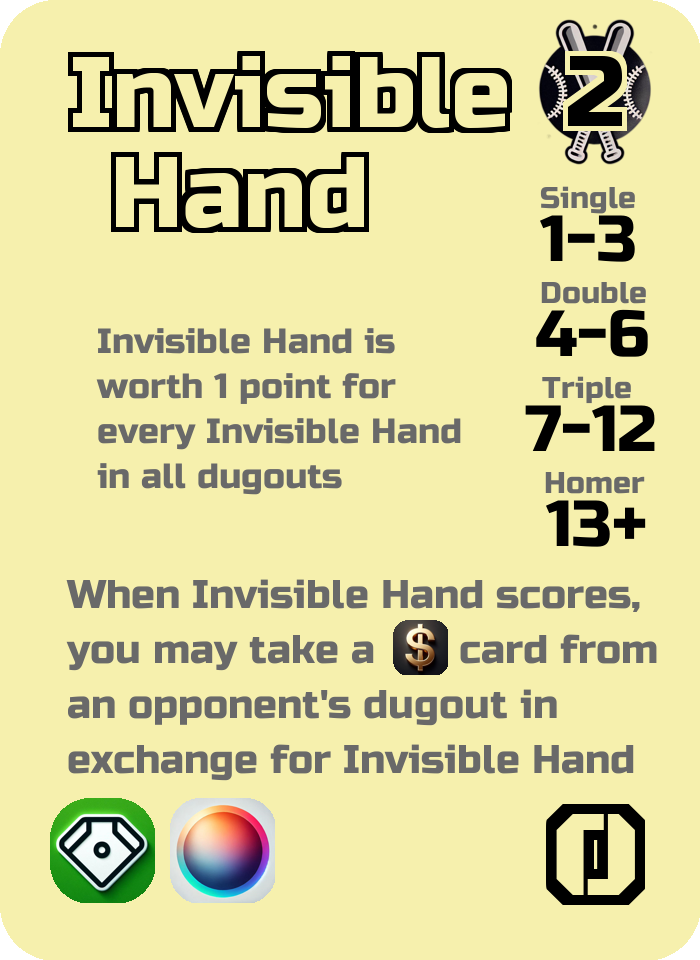 Invisible
Hand
2
Single
1-3
Double
4-6
Triple
7-12
Homer
13+
Invisible Hand is
worth 1 point for
every Invisible Hand
in all dugouts
When Invisible Hand scores,
you may take a $ card from
an opponent's dugout in
exchange for Invisible Hand